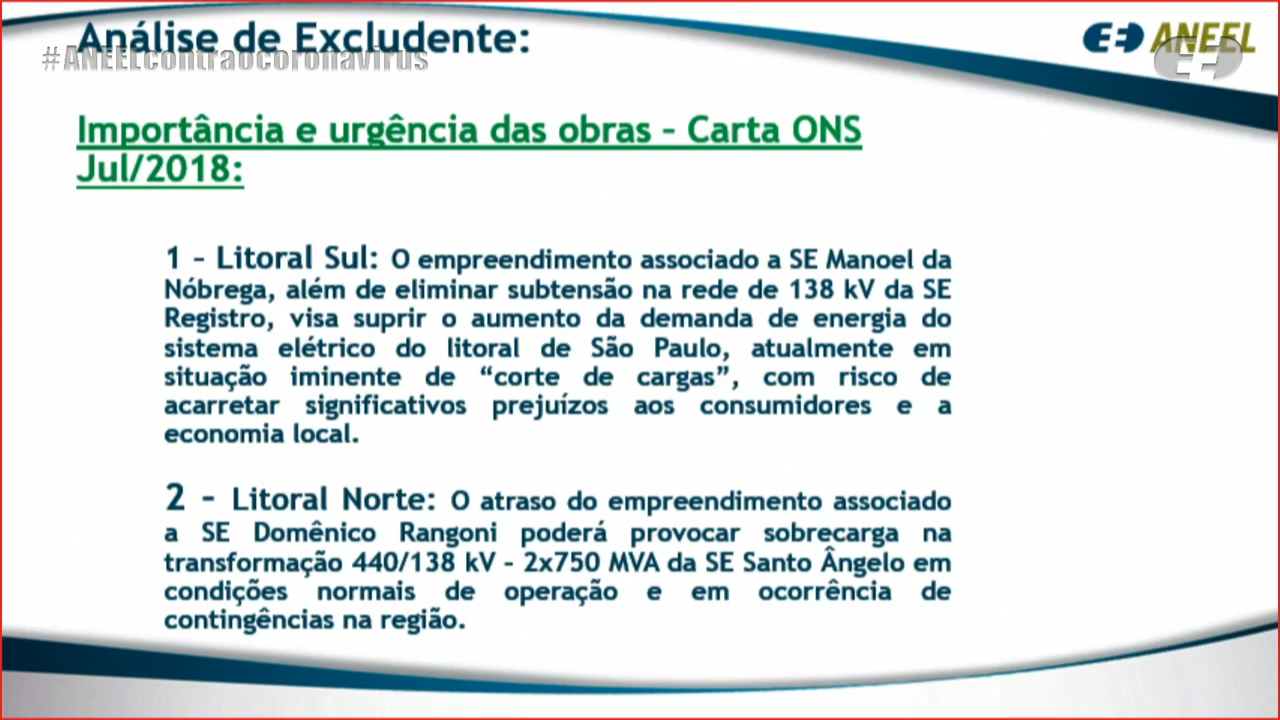 Análise de Excludente:
#ANEELcontraocoronavirus
ANEEL
Importância e urgência das obras – Carta ONS
Jul/2018:
1 – Litoral Sul: O empreendimento associado a SE Manoel da
Nóbrega, além de eliminar subtensão na rede de 138 kV da SE
Registro, visa suprir o aumento da demanda de energia do
sistema elétrico do litoral de São Paulo, atualmente em
situação iminente de “corte de cargas”, com risco de
acarretar significativos prejuízos aos consumidores e a
economia local.
2 – Litoral Norte: O atraso do empreendimento associado
a SE Domênico Rangoni poderá provocar sobrecarga na
transformação 440/138 kV – 2x750 MVA da SE Santo Ângelo em
condições normais de operação e em ocorrência de
contingências na região.